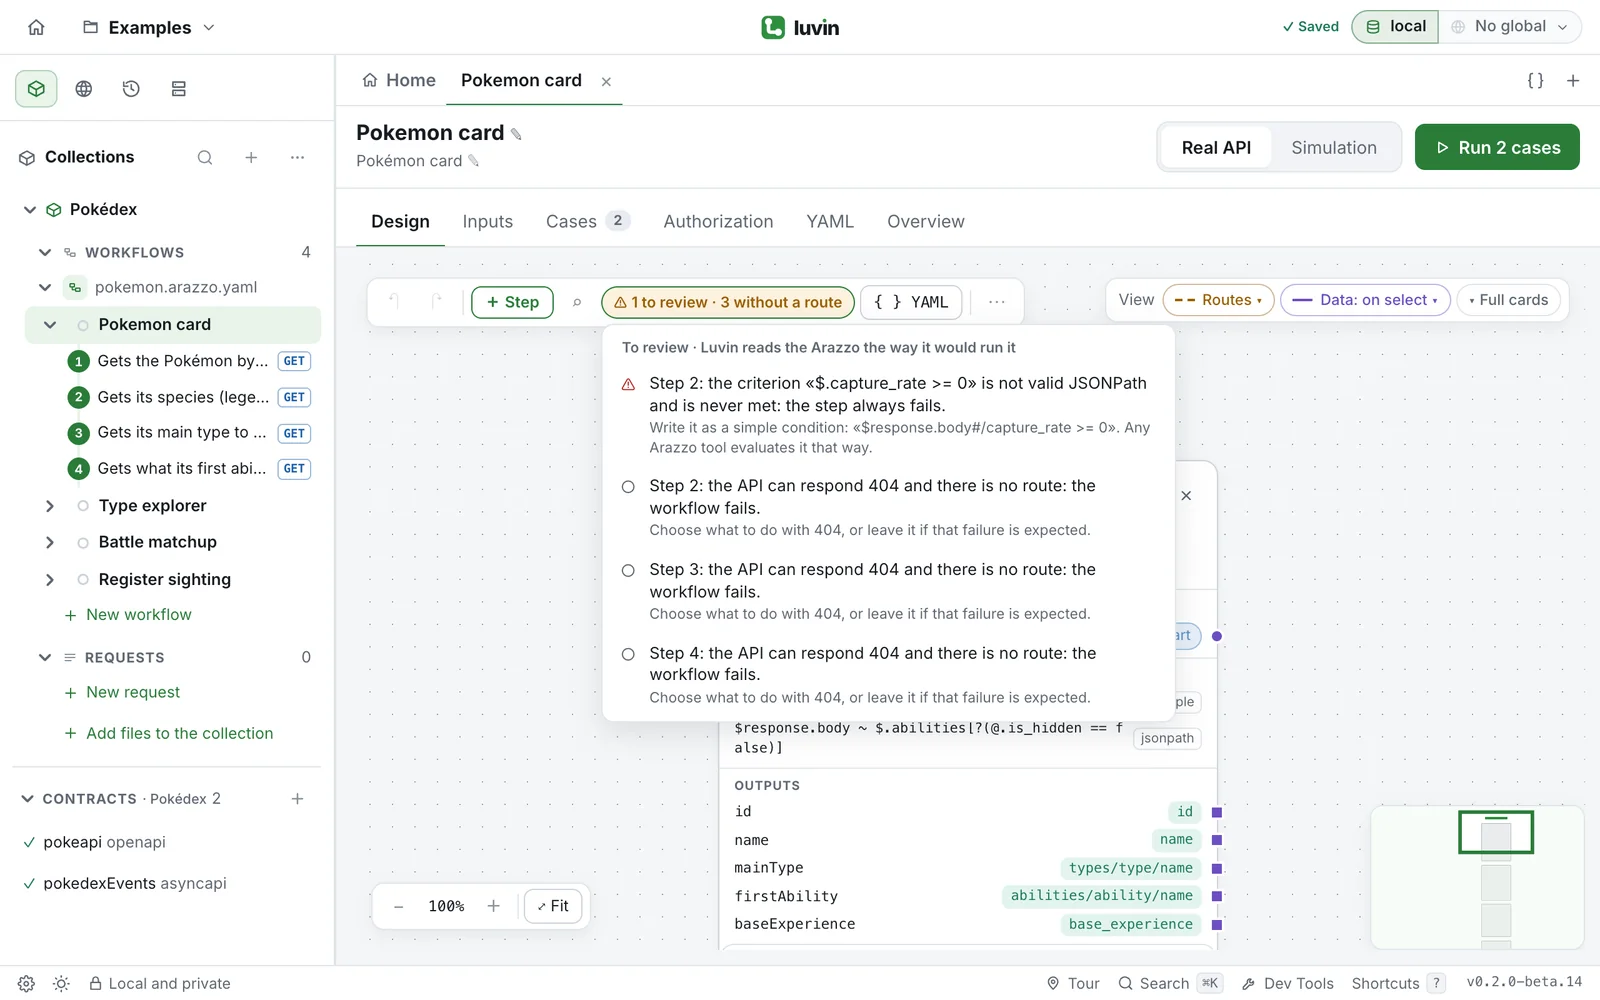 Examples
luvin
Saved
local
No global
Home
Pokemon card
Pokemon card
Pokémon card
Real API
Simulation
Run 2 cases
Collections
Pokédex
WORKFLOWS 4
pokemon.arazzo.yaml
Pokemon card
1 Gets the Pokémon by... GET
2 Gets its species (lege... GET
3 Gets its main type to ... GET
4 Gets what its first abi... GET
Type explorer
Battle matchup
Register sighting
+ New workflow
REQUESTS 0
+ New request
+ Add files to the collection
CONTRACTS · Pokédex 2
pokeapi openapi
pokedexEvents asyncapi
Design
Inputs
Cases 2
Authorization
YAML
Overview
+ Step
1 to review · 3 without a route
{ } YAML
View
Routes
Data: on select
Full cards
To review · Luvin reads the Arazzo the way it would run it
Step 2: the criterion «$.capture_rate >= 0» is not valid JSONPath
and is never met: the step always fails.
Write it as a simple condition: «$response.body#/capture_rate >= 0». Any
Arazzo tool evaluates it that way.
Step 2: the API can respond 404 and there is no route: the
workflow fails.
Choose what to do with 404, or leave it if that failure is expected.
Step 3: the API can respond 404 and there is no route: the
workflow fails.
Choose what to do with 404, or leave it if that failure is expected.
Step 4: the API can respond 404 and there is no route: the
workflow fails.
Choose what to do with 404, or leave it if that failure is expected.
art
ple
$response.body ~ $.abilities[?(@.is_hidden == f
alse)]
jsonpath
OUTPUTS
id id
name name
mainType types/type/name
firstAbility abilities/ability/name
baseExperience base_experience
− 100% +
Fit
Local and private
Tour
Search ⌘K
Dev Tools
Shortcuts ?
v0.2.0-beta.14